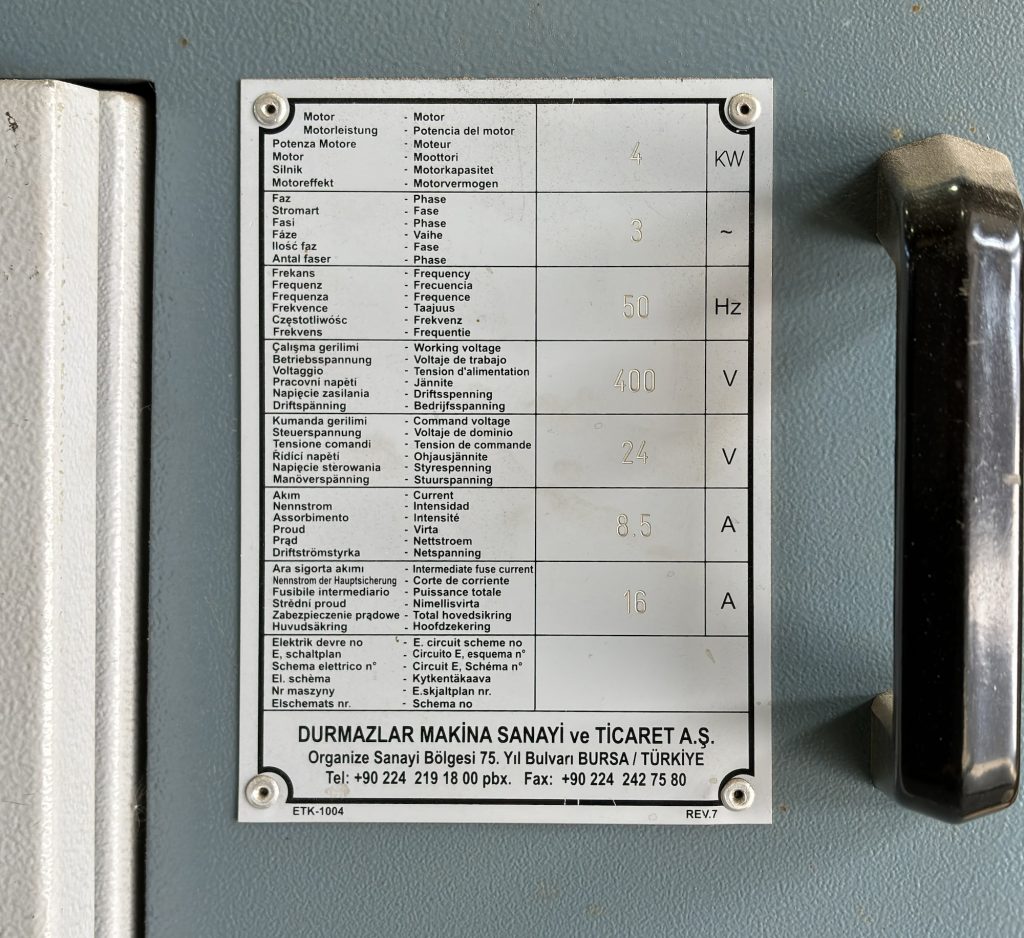 Motor - Motor
Motorleistung - Potencia del motor
Potenza Motore - Moteur
Motor - Moottori
Silnik - Motorkapasitet
Motoreffekt - Motorvermogen
4 KW
Faz - Phase
Stromart - Fase
Fasi - Phase
Fáze - Vaihe
Ilość faz - Fase
Antal faser - Phase
3 ~
Frekans - Frequency
Frequenz - Frecuencia
Frequenza - Frequence
Frekvence - Taajuus
Częstotliwośc - Frekvenz
Frekvens - Frequentie
50 Hz
Çalışma gerilimi - Working voltage
Betriebsspannung - Voltaje de trabajo
Voltaggio - Tension d'alimentation
Pracovni napěti - Jännite
Napięcie zasilania - Driftsspenning
Driftspänning - Bedrijfsspanning
400 V
Kumanda gerilimi - Command voltage
Steuerspannung - Voltaje de dominio
Tensione comandi - Tension de commande
Řídící napěti - Ohjausjännite
Napięcie sterowania - Styrespenning
Manöverspänning - Stuurspanning
24 V
Akım - Current
Nennstrom - Intensidad
Assorbimento - Intensité
Proud - Virta
Prąd - Nettstroem
Driftströmstyrka - Netspanning
8.5 A
Ara sigorta akımı - Intermediate fuse current
Nennstrom der Hauptsicherung - Corte de corriente
Fusibile intermediario - Puissance totale
Strědni proud - Nimellisvirta
Zabezpieczenie prądowe - Total hovedsikring
Huvudsäkring - Hoofdzekering
16 A
Elektrik devre no - E. circuit scheme no
E, schaltplan - Circuito E, esquema n°
Schema elettrico n° - Circuit E, Schéma n°
El. schèma - Kytkentäkaava
Nr maszyny - E.skjaltplan nr.
Elschemats nr. - Schema no
DURMAZLAR MAKİNA SANAYİ ve TİCARET A.Ş.
Organize Sanayi Bölgesi 75. Yıl Bulvarı BURSA / TÜRKİYE
Tel: +90 224 219 18 00 pbx. Fax: +90 224 242 75 80
ETK-1004 REV.7